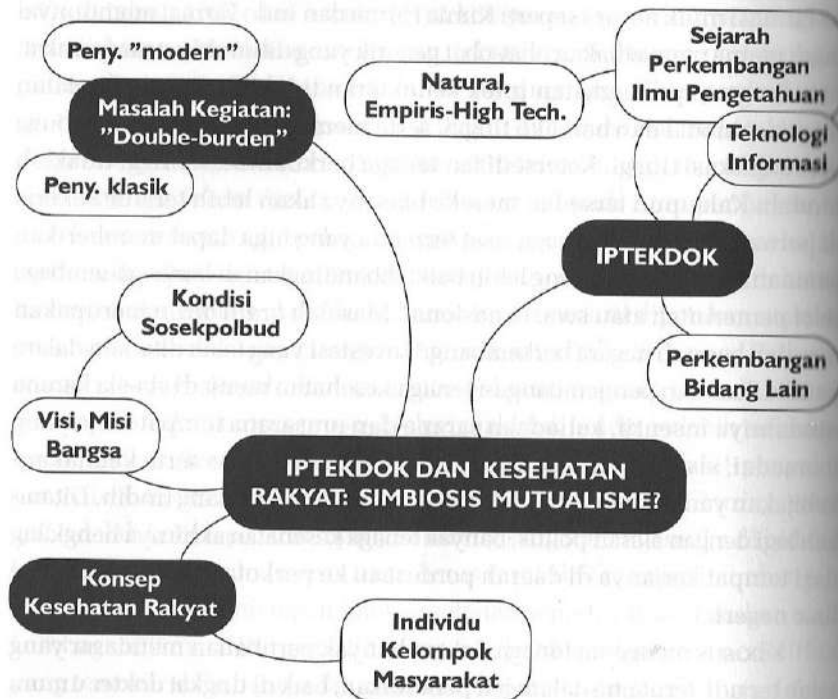 Peny. ”modern”
Masalah Kegiatan:
”Double-burden”
Peny. klasik
Natural,
Empiris-High Tech.
Sejarah
Perkembangan
Ilmu Pengetahuan
Teknologi
Informasi
IPTEKDOK
Perkembangan
Bidang Lain
Kondisi
Sosekpolbud
Visi, Misi
Bangsa
IPTEKDOK DAN KESEHATAN
RAKYAT: SIMBIOSIS MUTUALISME?
Konsep
Kesehatan Rakyat
Individu
Kelompok
Masyarakat